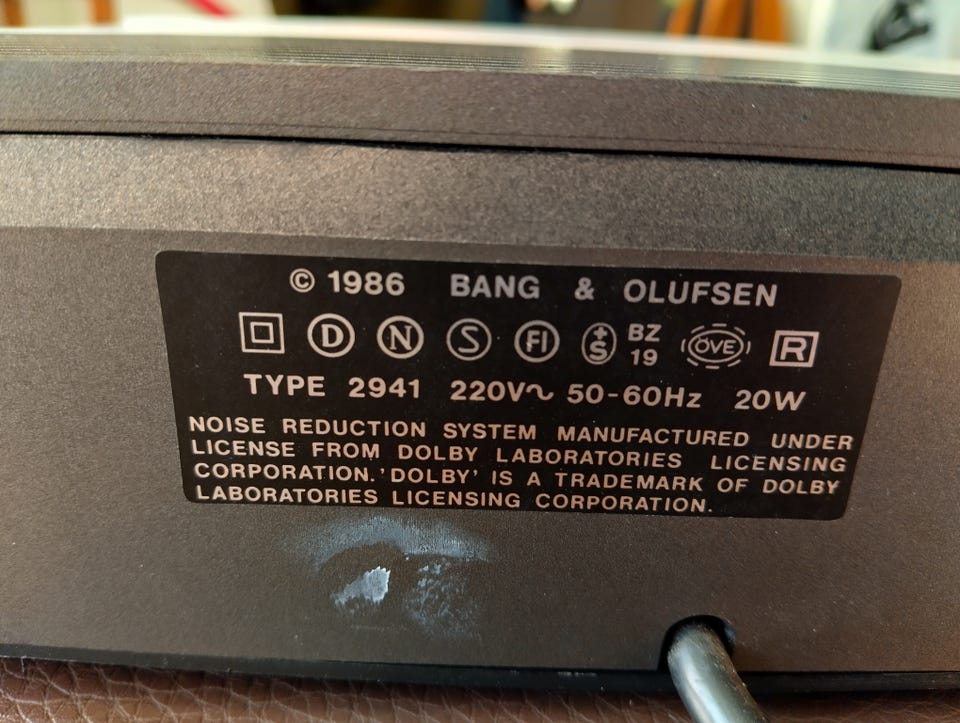 © 1986 BANG & OLUFSEN
D N S FI +S BZ 19 ÖVE R
TYPE 2941 220V~ 50-60Hz 20W
NOISE REDUCTION SYSTEM MANUFACTURED UNDER
LICENSE FROM DOLBY LABORATORIES LICENSING
CORPORATION. 'DOLBY' IS A TRADEMARK OF DOLBY
LABORATORIES LICENSING CORPORATION.